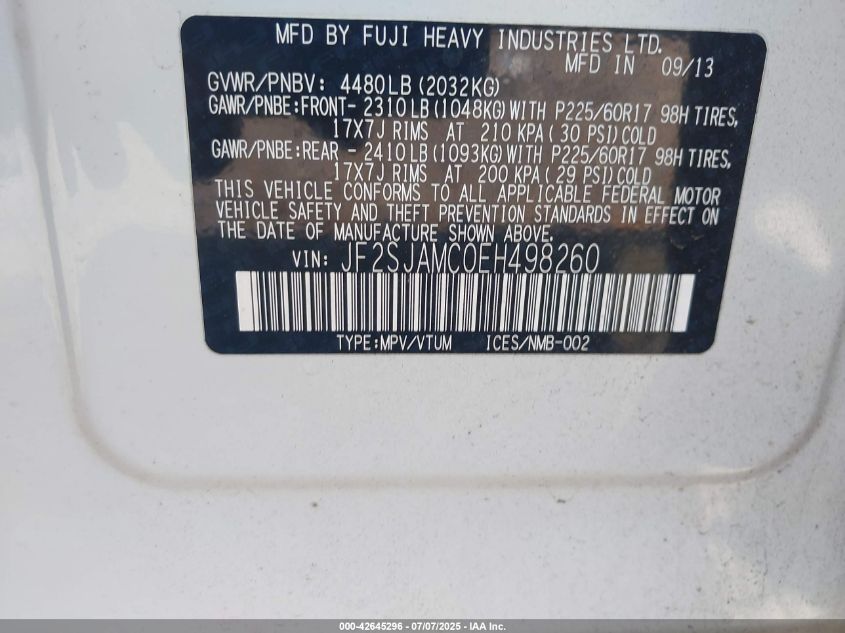 MFD BY FUJI HEAVY INDUSTRIES LTD.
MFD IN 09/13
GVWR/PNBV: 4480LB(2032KG)
GAWR/PNBE:FRONT- 2310LB(1048KG)WITH P225/60R17 98H TIRES,
17X7J RIMS AT 210 KPA( 30 PSI)COLD
GAWR/PNBE:REAR - 2410LB(1093KG)WITH P225/60R17 98H TIRES,
17X7J RIMS AT 200 KPA( 29 PSI)COLD
THIS VEHICLE CONFORMS TO ALL APPLICABLE FEDERAL MOTOR
VEHICLE SAFETY AND THEFT PREVENTION STANDARDS IN EFFECT ON
THE DATE OF MANUFACTURE SHOWN ABOVE.
VIN: JF2SJAMC0EH498260
TYPE:MPV/VTUM ICES/NMB-002
000-42645296 - 07/07/2025 - IAA Inc.